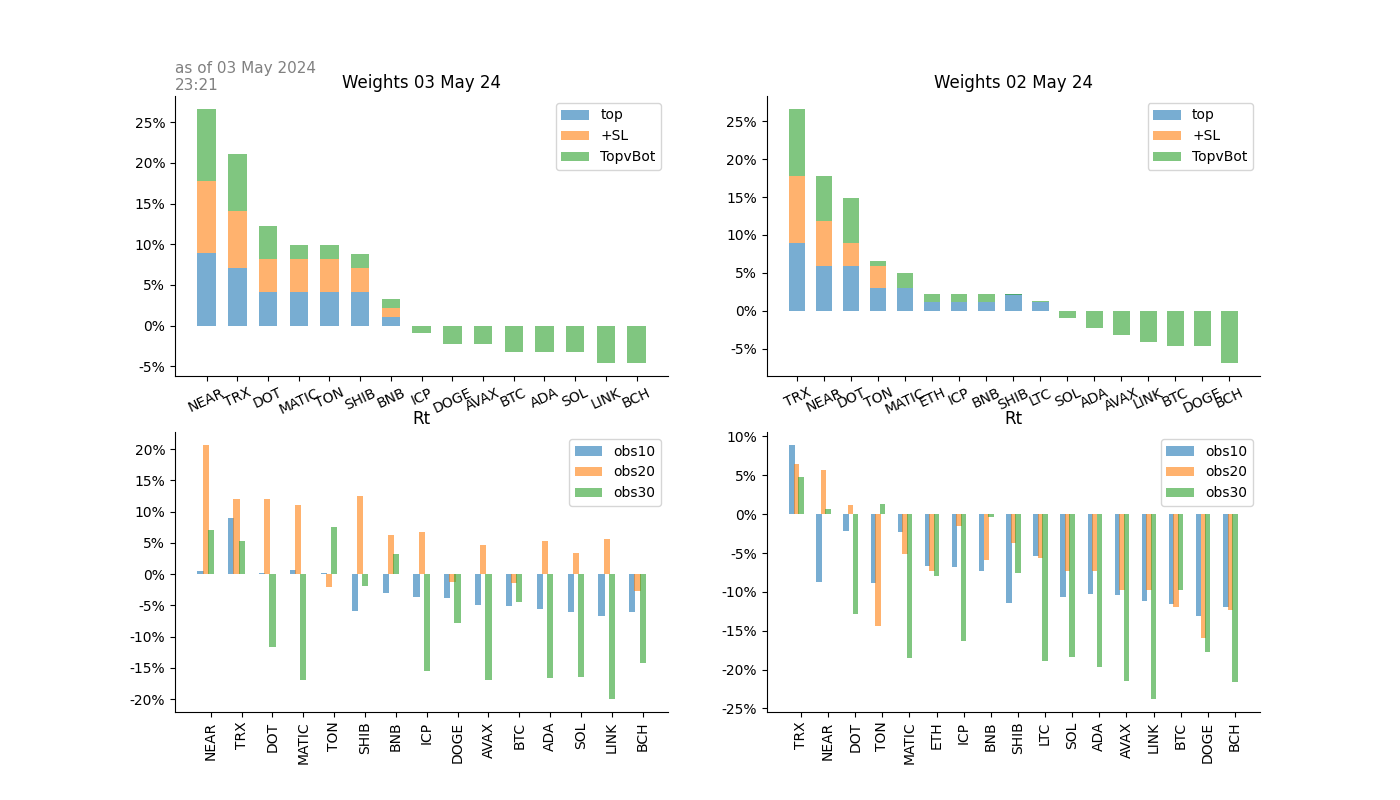 as of 03 May 2024
23:21
Weights 03 May 24
25%
20%
15%
10%
5%
0%
-5%
top
+SL
TopvBot
NEAR
TRX
DOT
MATIC
TON
SHIB
BNB
ICP
DOGE
AVAX
BTC
ADA
SOL
LINK
BCH
Weights 02 May 24
25%
20%
15%
10%
5%
0%
-5%
top
+SL
TopvBot
TRX
NEAR
DOT
TON
MATIC
ETH
ICP
BNB
SHIB
LTC
SOL
ADA
AVAX
LINK
BTC
DOGE
BCH
Rt
20%
15%
10%
5%
0%
-5%
-10%
-15%
-20%
obs10
obs20
obs30
NEAR
TRX
DOT
MATIC
TON
SHIB
BNB
ICP
DOGE
AVAX
BTC
ADA
SOL
LINK
BCH
Rt
10%
5%
0%
-5%
-10%
-15%
-20%
-25%
obs10
obs20
obs30
TRX
NEAR
DOT
TON
MATIC
ETH
ICP
BNB
SHIB
LTC
SOL
ADA
AVAX
LINK
BTC
DOGE
BCH